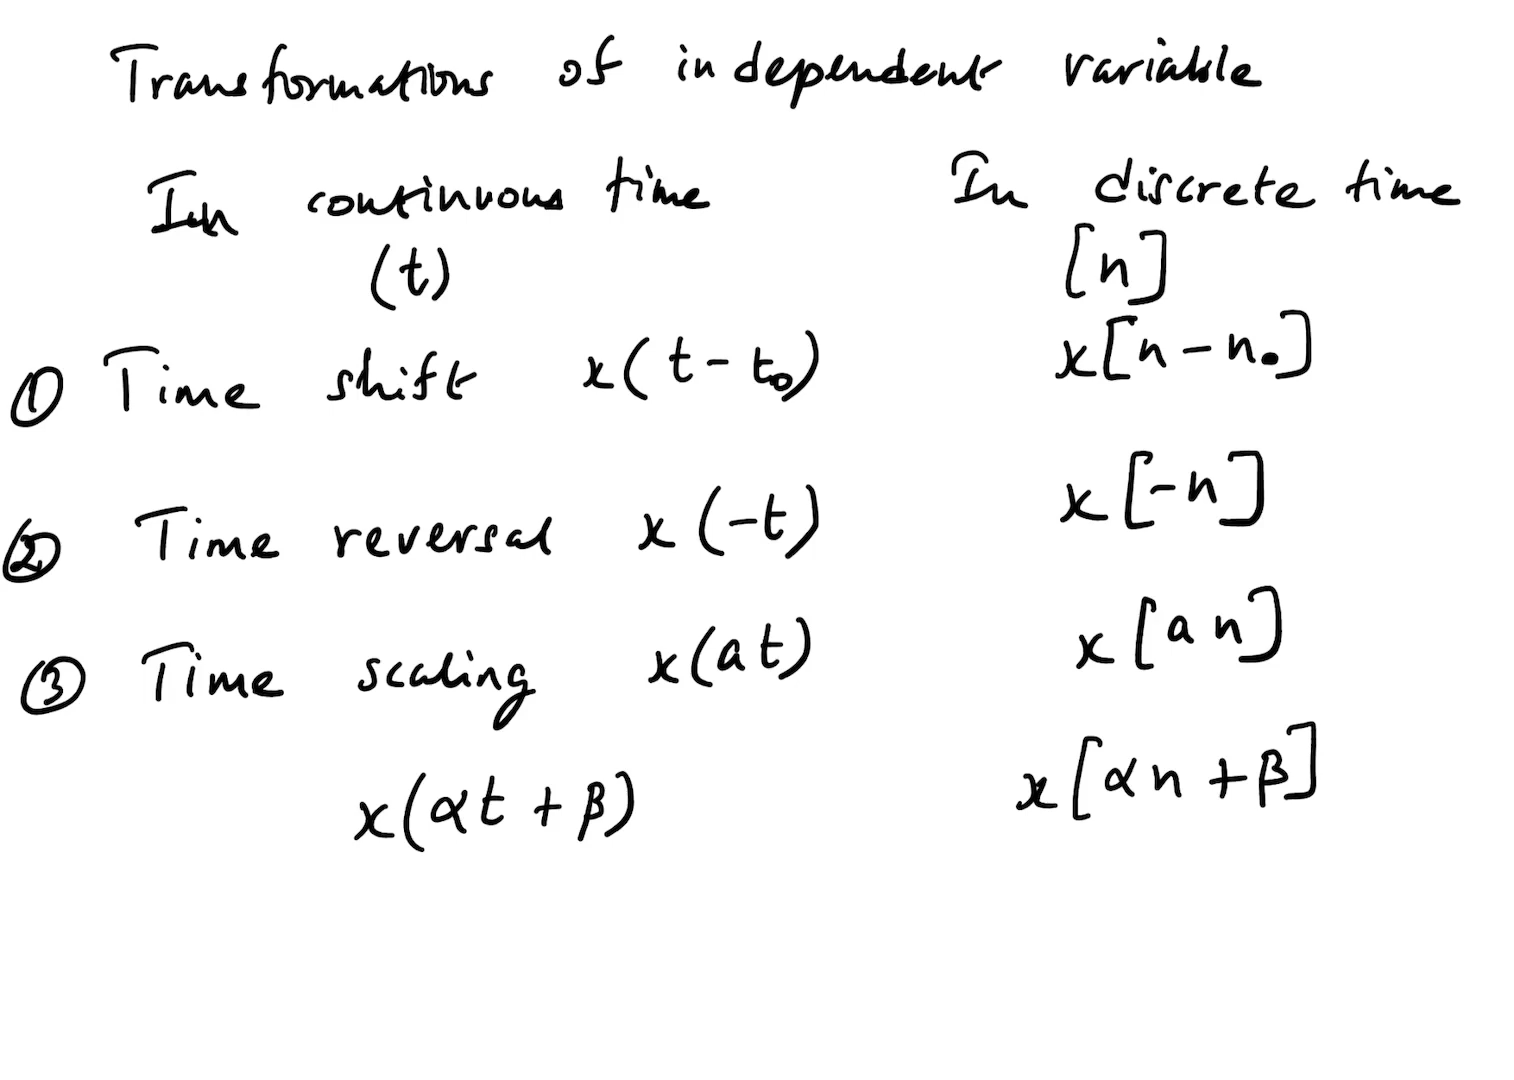 Transformations of independent variable
In continuous time In discrete time
(t) [n]
① Time shift x(t-t₀) x[n-n₀]
② Time reversal x(-t) x[-n]
③ Time scaling x(at) x[an]
x(αt+β) x[αn+β]